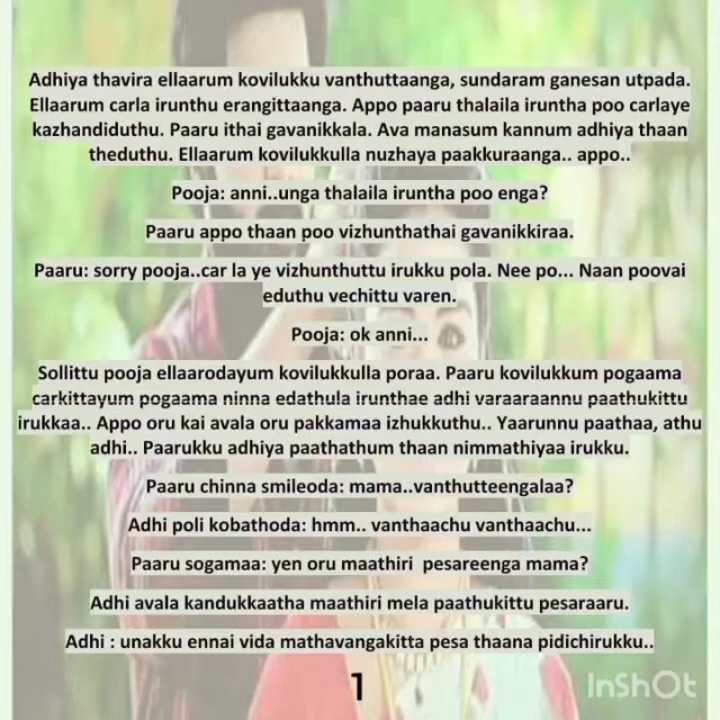 Adhiya thavira ellaarum kovilukku vanthuttaanga, sundaram ganesan utpada.
Ellaarum carla irunthu erangittaanga. Appo paaru thalaila iruntha poo carlaye
kazhandiduthu. Paaru ithai gavanikkala. Ava manasum kannum adhiya thaan
theduthu. Ellaarum kovilukkulla nuzhaya paakkuraanga.. appo..
Pooja: anni..unga thalaila iruntha poo enga?
Paaru appo thaan poo vizhunthathai gavanikkiraa.
Paaru: sorry pooja..car la ye vizhunthuttu irukku pola. Nee po... Naan poovai
eduthu vechittu varen.
Pooja: ok anni...
Sollittu pooja ellaarodayum kovilukkulla poraa. Paaru kovilukkum pogaama
carkittayum pogaama ninna edathula irunthae adhi varaaraannu paathukittu
irukkaa.. Appo oru kai avala oru pakkamaa izhukkuthu.. Yaarunnu paathaa, athu
adhi.. Paarukku adhiya paathathum thaan nimmathiyaa irukku.
Paaru chinna smileoda: mama..vanthutteengalaa?
Adhi poli kobathoda: hmm.. vanthaachu vanthaachu...
Paaru sogamaa: yen oru maathiri  pesareenga mama?
Adhi avala kandukkaatha maathiri mela paathukittu pesaraaru.
Adhi : unakku ennai vida mathavangakitta pesa thaana pidichirukku..
1
InShOt